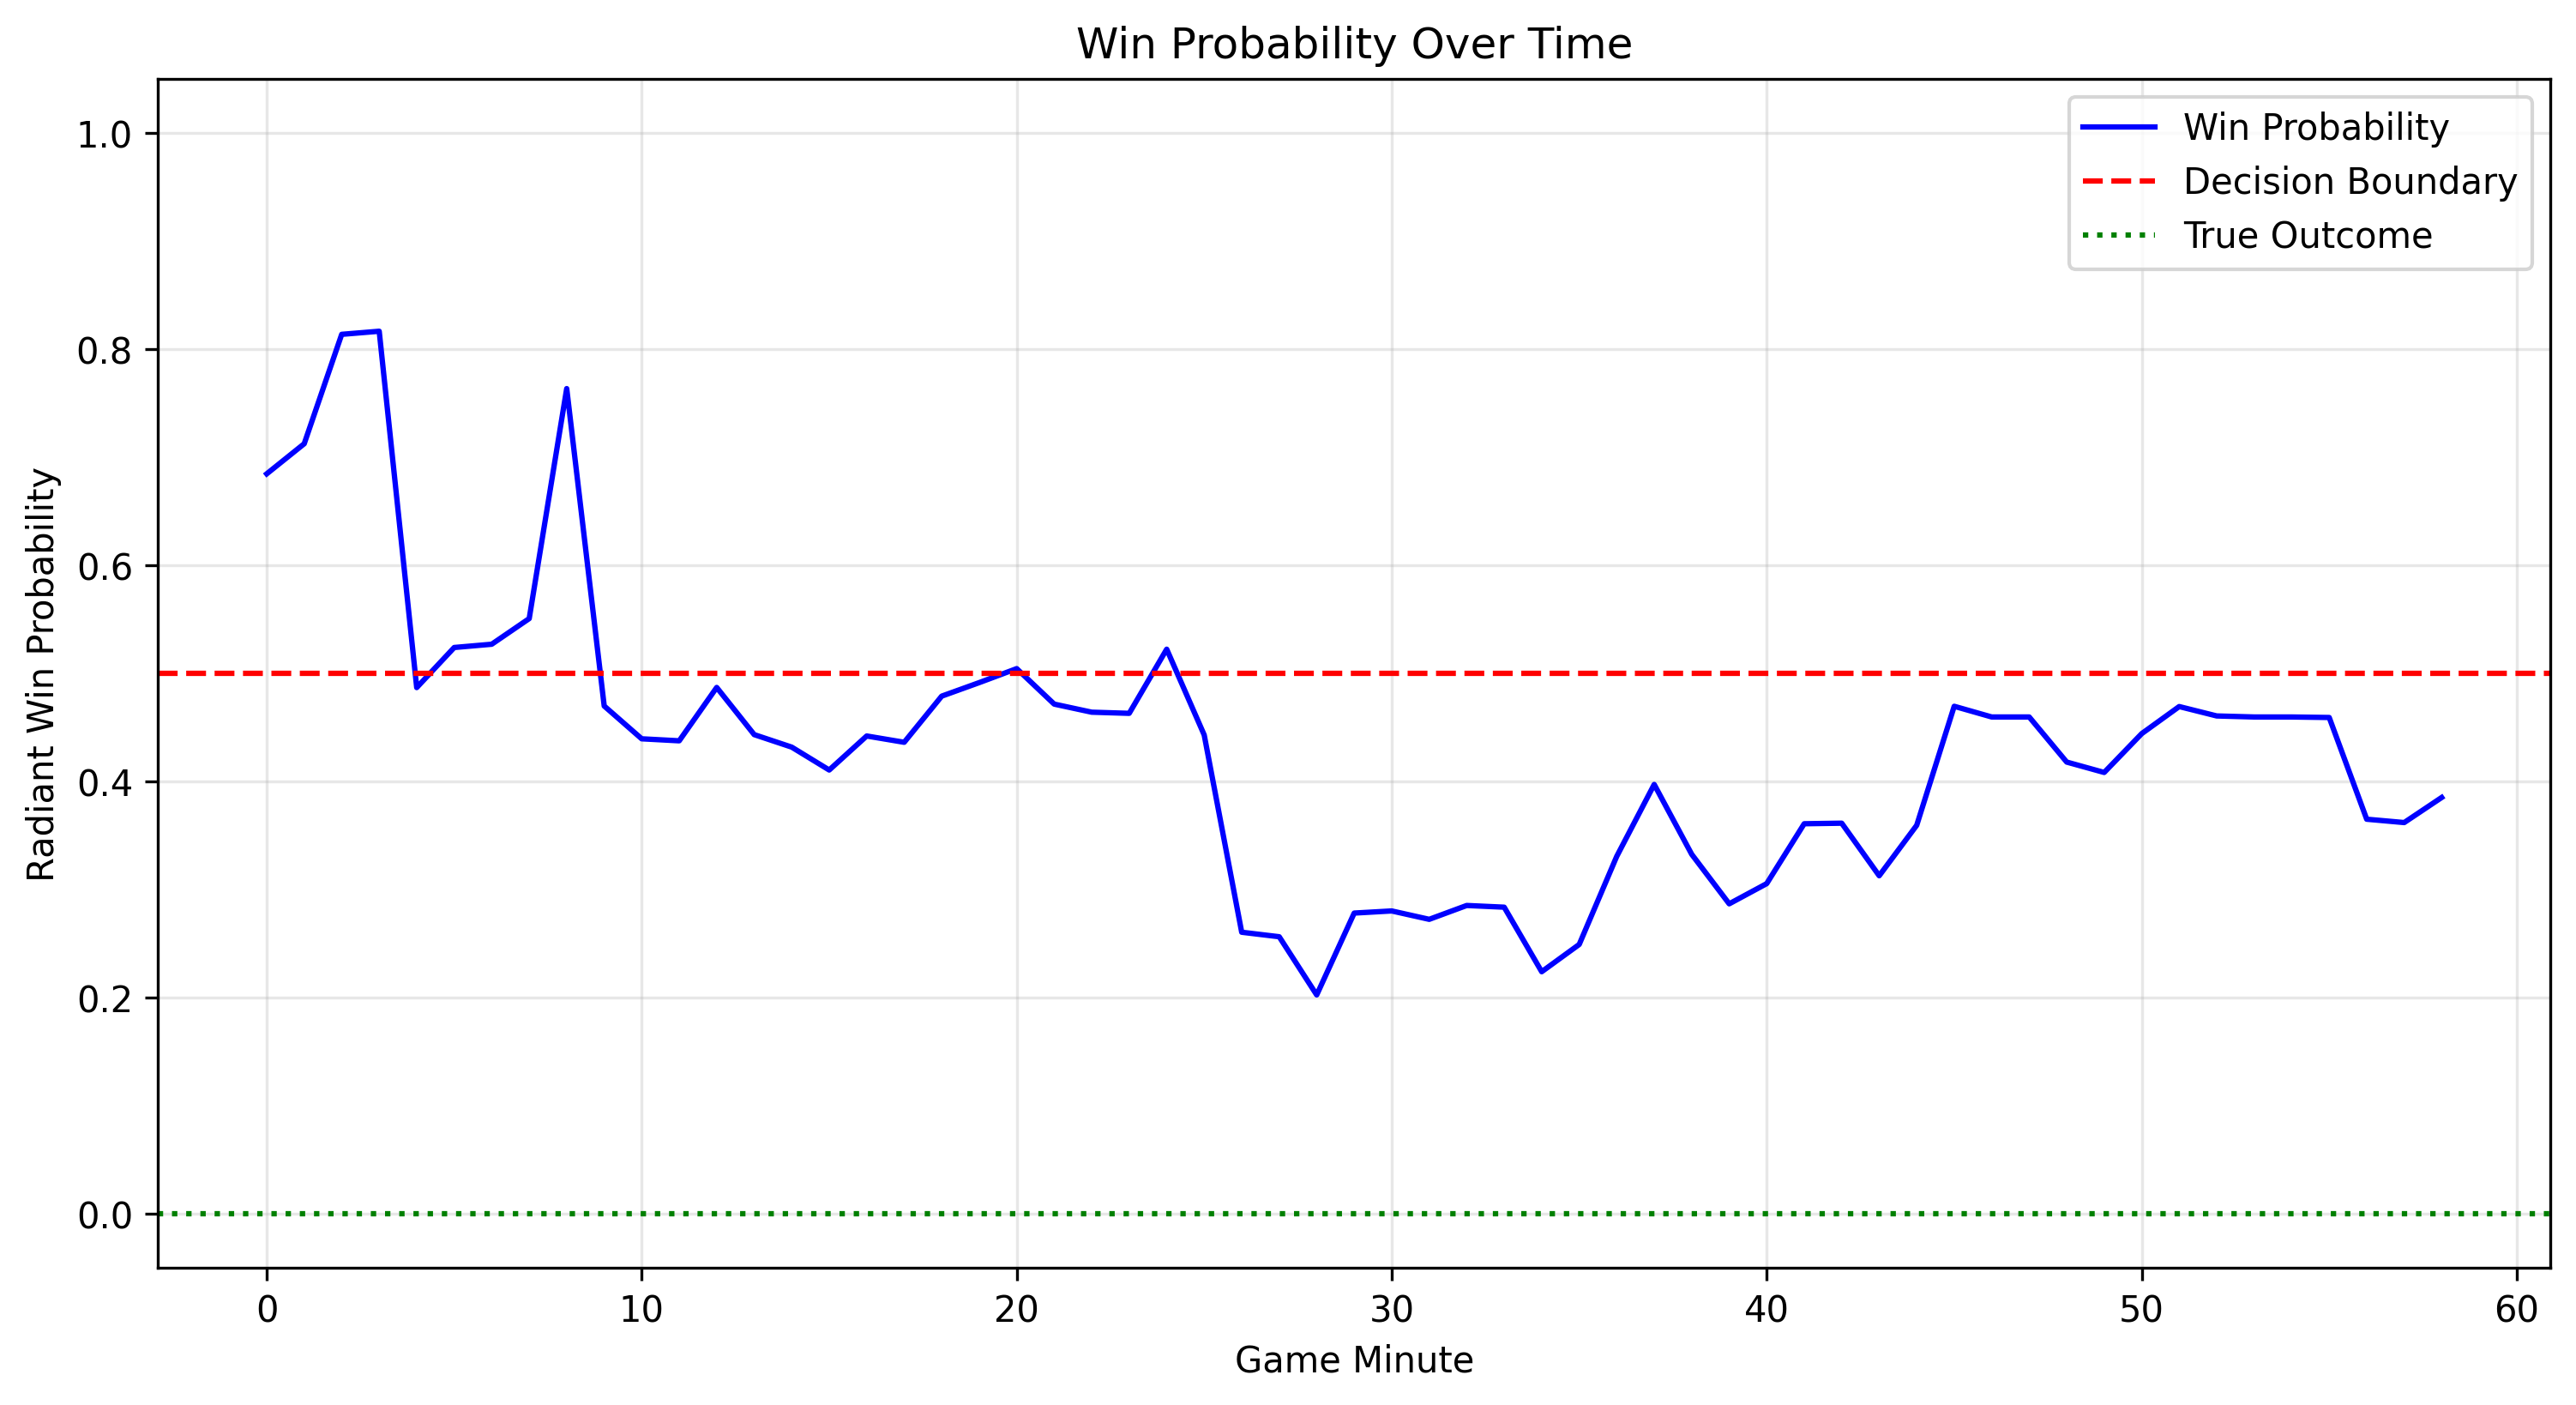 Win Probability Over Time
Win Probability
Decision Boundary
True Outcome
Radiant Win Probability
1.0
0.8
0.6
0.4
0.2
0.0
0 10 20 30 40 50 60
Game Minute